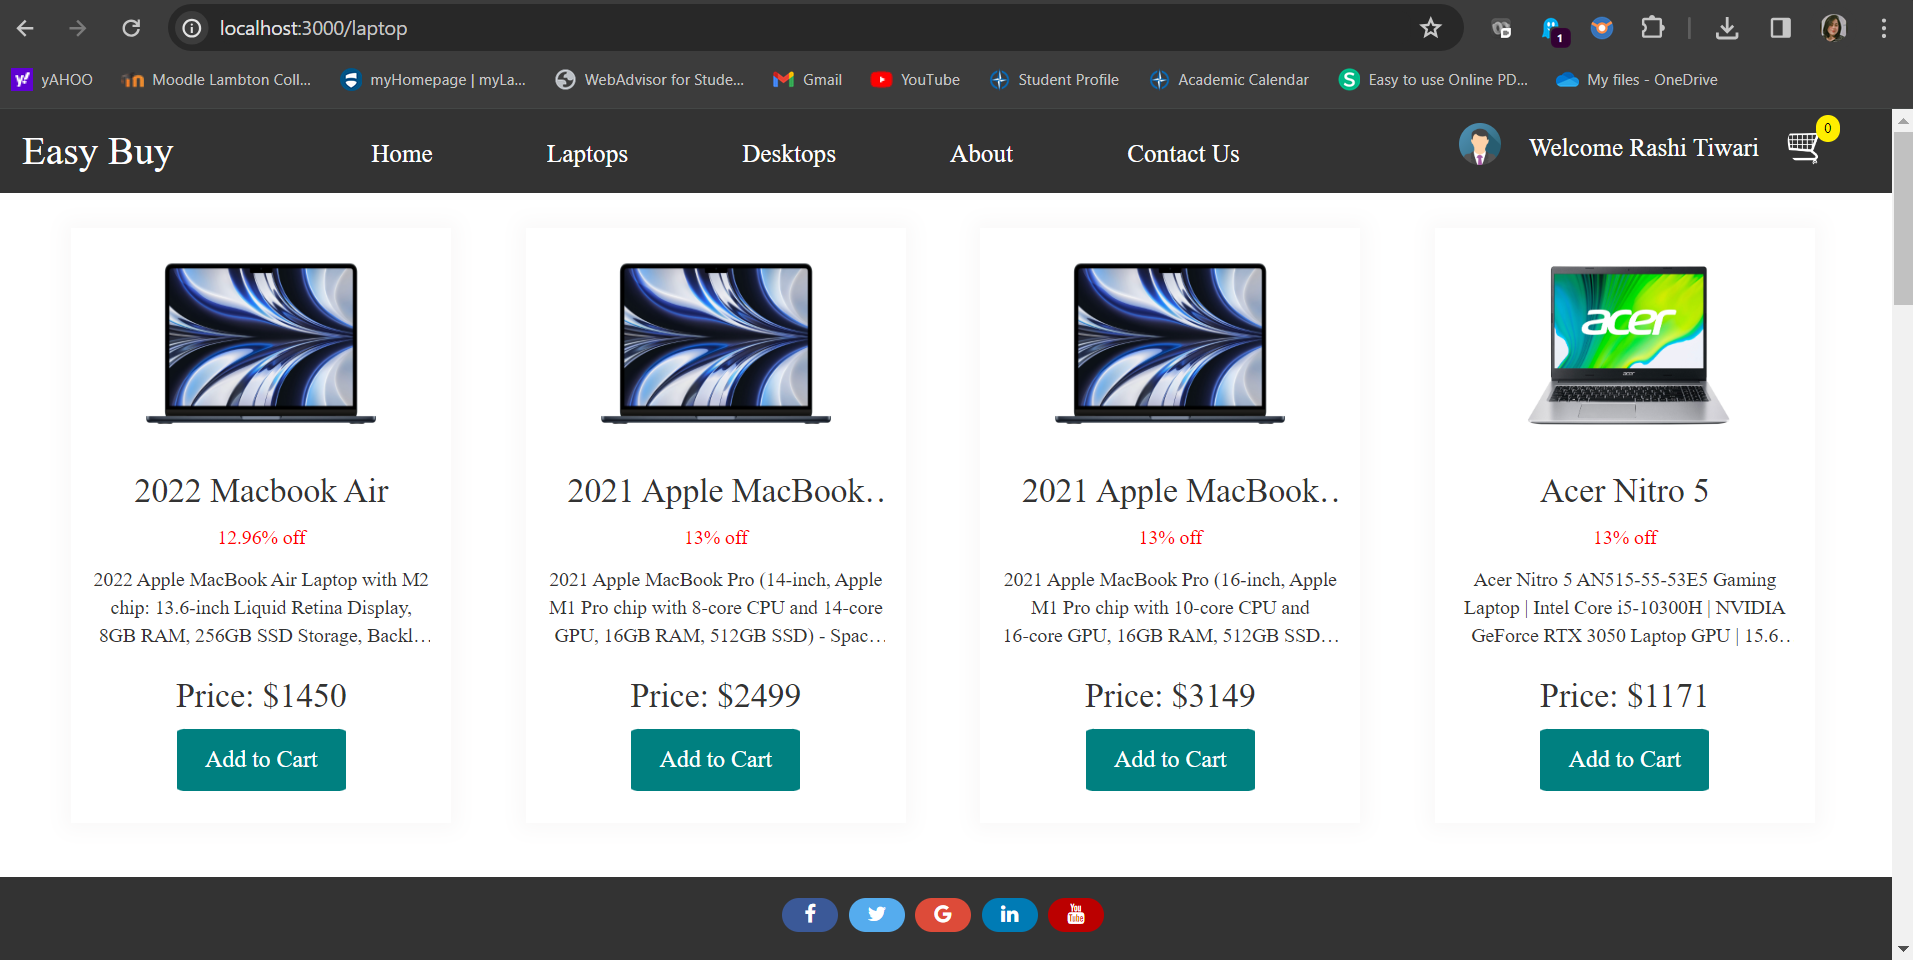 localhost:3000/laptop
1
yAHOO
Moodle Lambton Coll...
myHomepage | myLa...
WebAdvisor for Stude...
Gmail
YouTube
Student Profile
Academic Calendar
Easy to use Online PD...
My files - OneDrive
Easy Buy
Home
Laptops
Desktops
About
Contact Us
Welcome Rashi Tiwari
0
acer
2022 Macbook Air
12.96% off
2022 Apple MacBook Air Laptop with M2
chip: 13.6-inch Liquid Retina Display,
8GB RAM, 256GB SSD Storage, Backl...
Price: $1450
Add to Cart
2021 Apple MacBook..
13% off
2021 Apple MacBook Pro (14-inch, Apple
M1 Pro chip with 8-core CPU and 14-core
GPU, 16GB RAM, 512GB SSD) - Spac...
Price: $2499
Add to Cart
2021 Apple MacBook..
13% off
2021 Apple MacBook Pro (16-inch, Apple
M1 Pro chip with 10-core CPU and
16-core GPU, 16GB RAM, 512GB SSD...
Price: $3149
Add to Cart
Acer Nitro 5
13% off
Acer Nitro 5 AN515-55-53E5 Gaming
Laptop | Intel Core i5-10300H | NVIDIA
GeForce RTX 3050 Laptop GPU | 15.6..
Price: $1171
Add to Cart
f
G
in
You
Tube